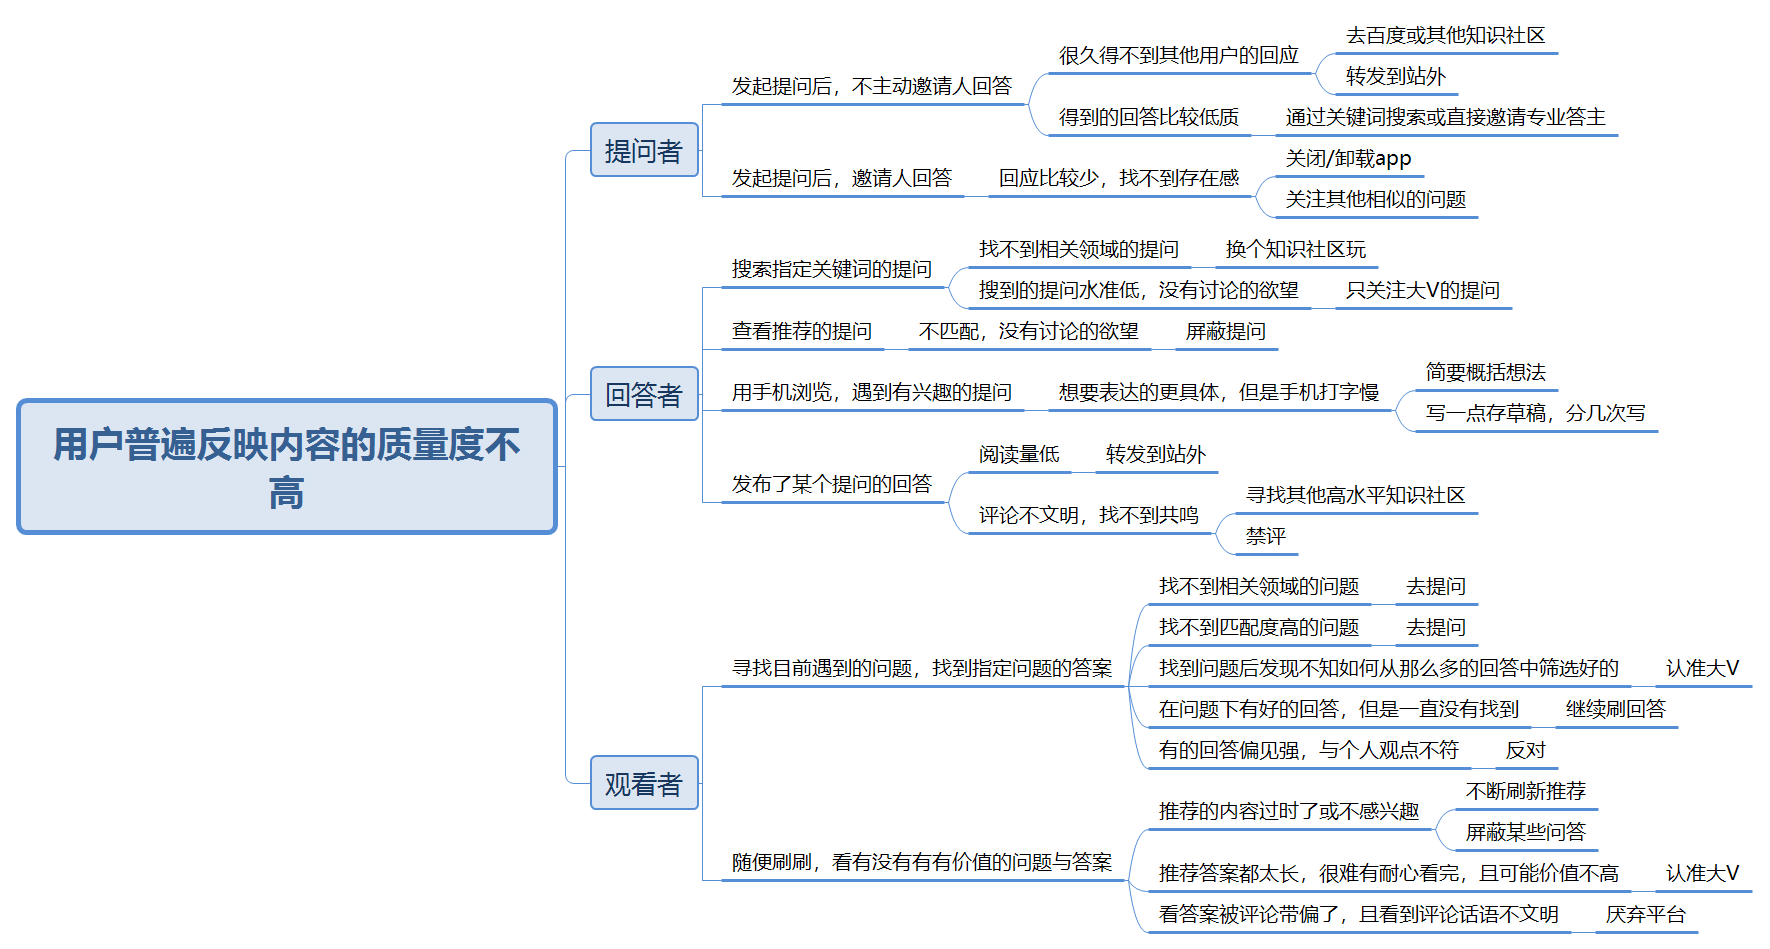 用户普遍反映内容的质量度不
高
提问者
发起提问后，不主动邀请人回答
很久得不到其他用户的回应
去百度或其他知识社区
转发到站外
得到的回答比较低质
通过关键词搜索或直接邀请专业答主
发起提问后，邀请人回答
回应比较少，找不到存在感
关闭/卸载app
关注其他相似的问题
回答者
搜索指定关键词的提问
找不到相关领域的提问
换个知识社区玩
搜到的提问水准低，没有讨论的欲望
只关注大V的提问
查看推荐的提问
不匹配，没有讨论的欲望
屏蔽提问
用手机浏览，遇到有兴趣的提问
想要表达的更具体，但是手机打字慢
简要概括想法
写一点存草稿，分几次写
发布了某个提问的回答
阅读量低
转发到站外
评论不文明，找不到共鸣
寻找其他高水平知识社区
禁评
观看者
寻找目前遇到的问题，找到指定问题的答案
找不到相关领域的问题
去提问
找不到匹配度高的问题
去提问
找到问题后发现不知如何从那么多的回答中筛选好的
认准大V
在问题下有好的回答，但是一直没有找到
继续刷回答
有的回答偏见强，与个人观点不符
反对
随便刷刷，看有没有有有价值的问题与答案
推荐的内容过时了或不感兴趣
不断刷新推荐
屏蔽某些问答
推荐答案都太长，很难有耐心看完，且可能价值不高
认准大V
看答案被评论带偏了，且看到评论话语不文明
厌弃平台